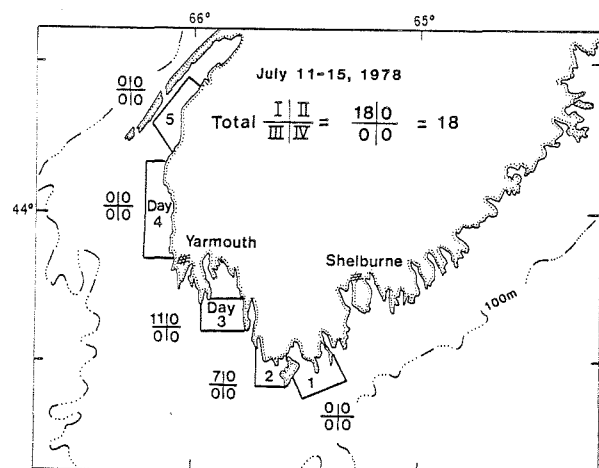 66° 65°
July 11-15, 1978
0|0
0|0
5
Total I|II = 18|0 = 18
III|IV 0|0
0|0
0|0
Day
4
44°
Yarmouth
Shelburne
100m
Day
3
11|0
0|0
7|0
0|0
2
1
0|0
0|0